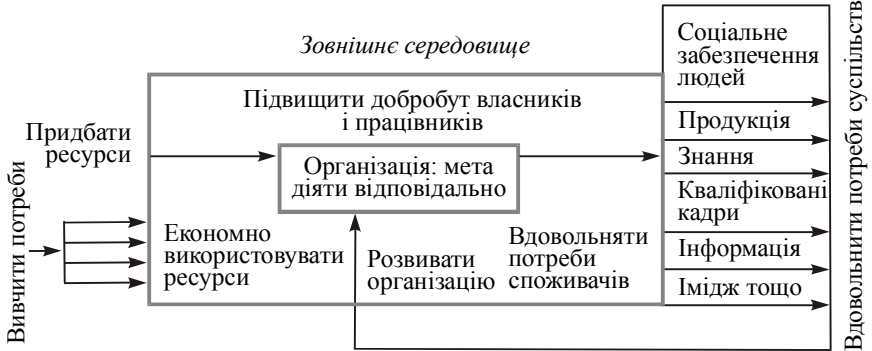 Зовнішнє середовище
Вивчити потреби
Придбати
ресурси
Підвищити добробут власників
і працівників
Організація: мета
діяти відповідально
Економно
використовувати
ресурси
Розвивати
організацію
Вдовольняти
потреби
споживачів
Соціальне
забезпечення
людей
Продукція
Знання
Кваліфіковані
кадри
Інформація
Імідж тощо
Вдовольнити потреби суспільств